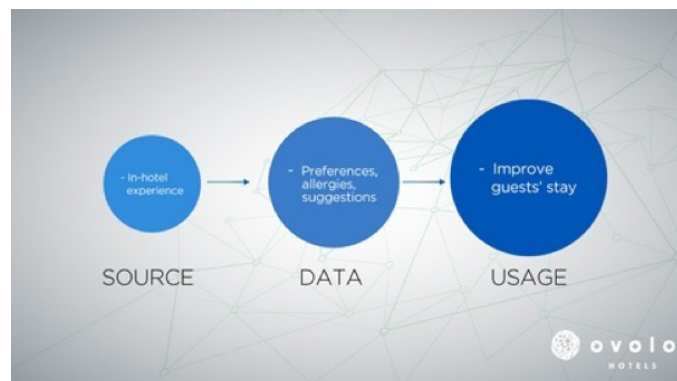 - In-hotel
experience
- Preferences,
allergies,
suggestions
- Improve
guests' stay
SOURCE
DATA
USAGE
ovolo
HOTELS